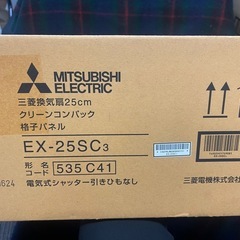 MITSUBISHI
ELECTRIC
三菱換気扇25cm
クリーンコンパック
格子パネル
EX-25SC3
形名
コード 535 C41
624
電気式シャッター引きひもなし
三菱電機株式会